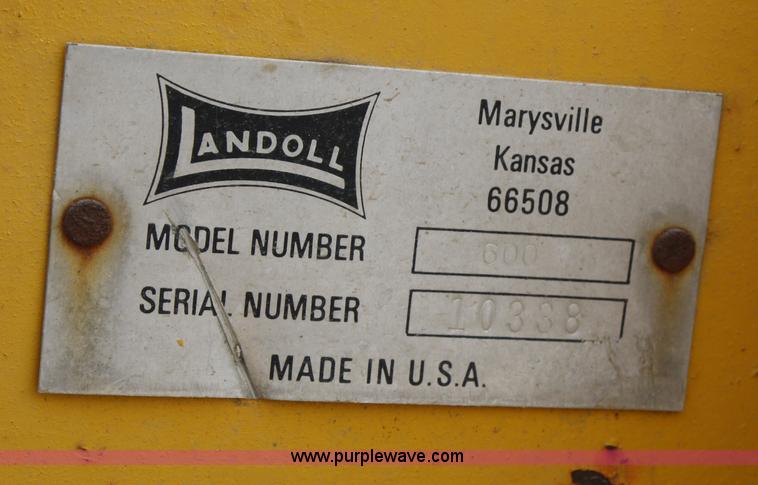 LANDOLL
Marysville
Kansas
66508
MODEL NUMBER 600
SERIAL NUMBER 10338
MADE IN U.S.A.
www.purplewave.com